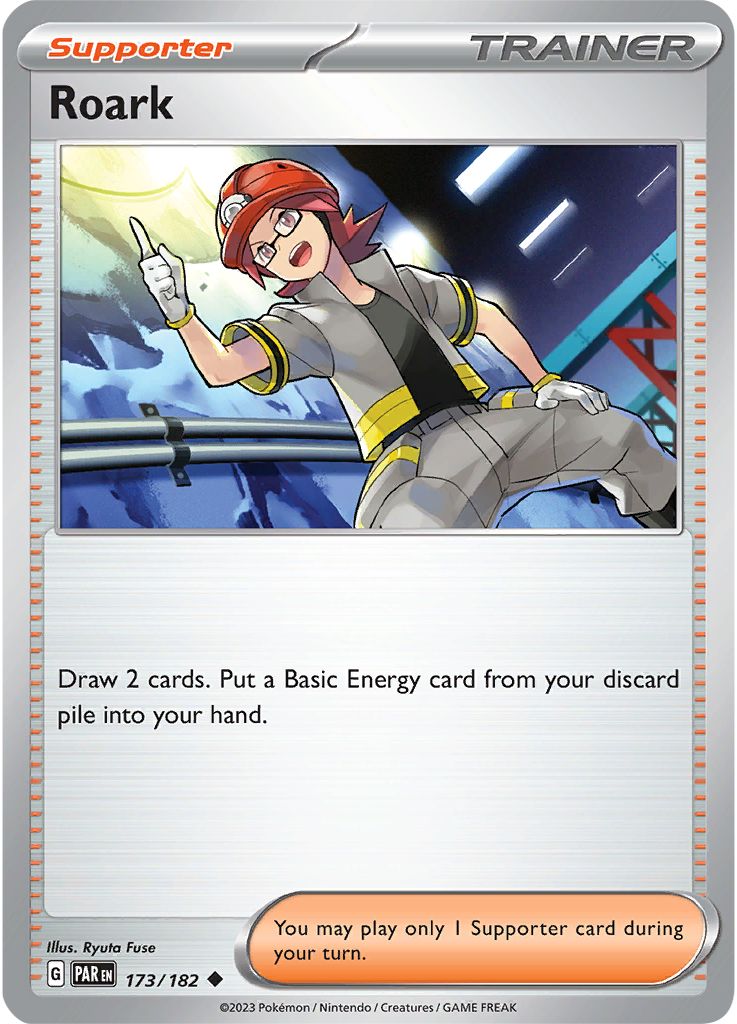 Supporter
TRAINER
Roark
Draw 2 cards. Put a Basic Energy card from your discard
pile into your hand.
You may play only 1 Supporter card during
your turn.
Illus. Ryuta Fuse
G PAR EN 173/182 ◆
©2023 Pokémon / Nintendo / Creatures / GAME FREAK